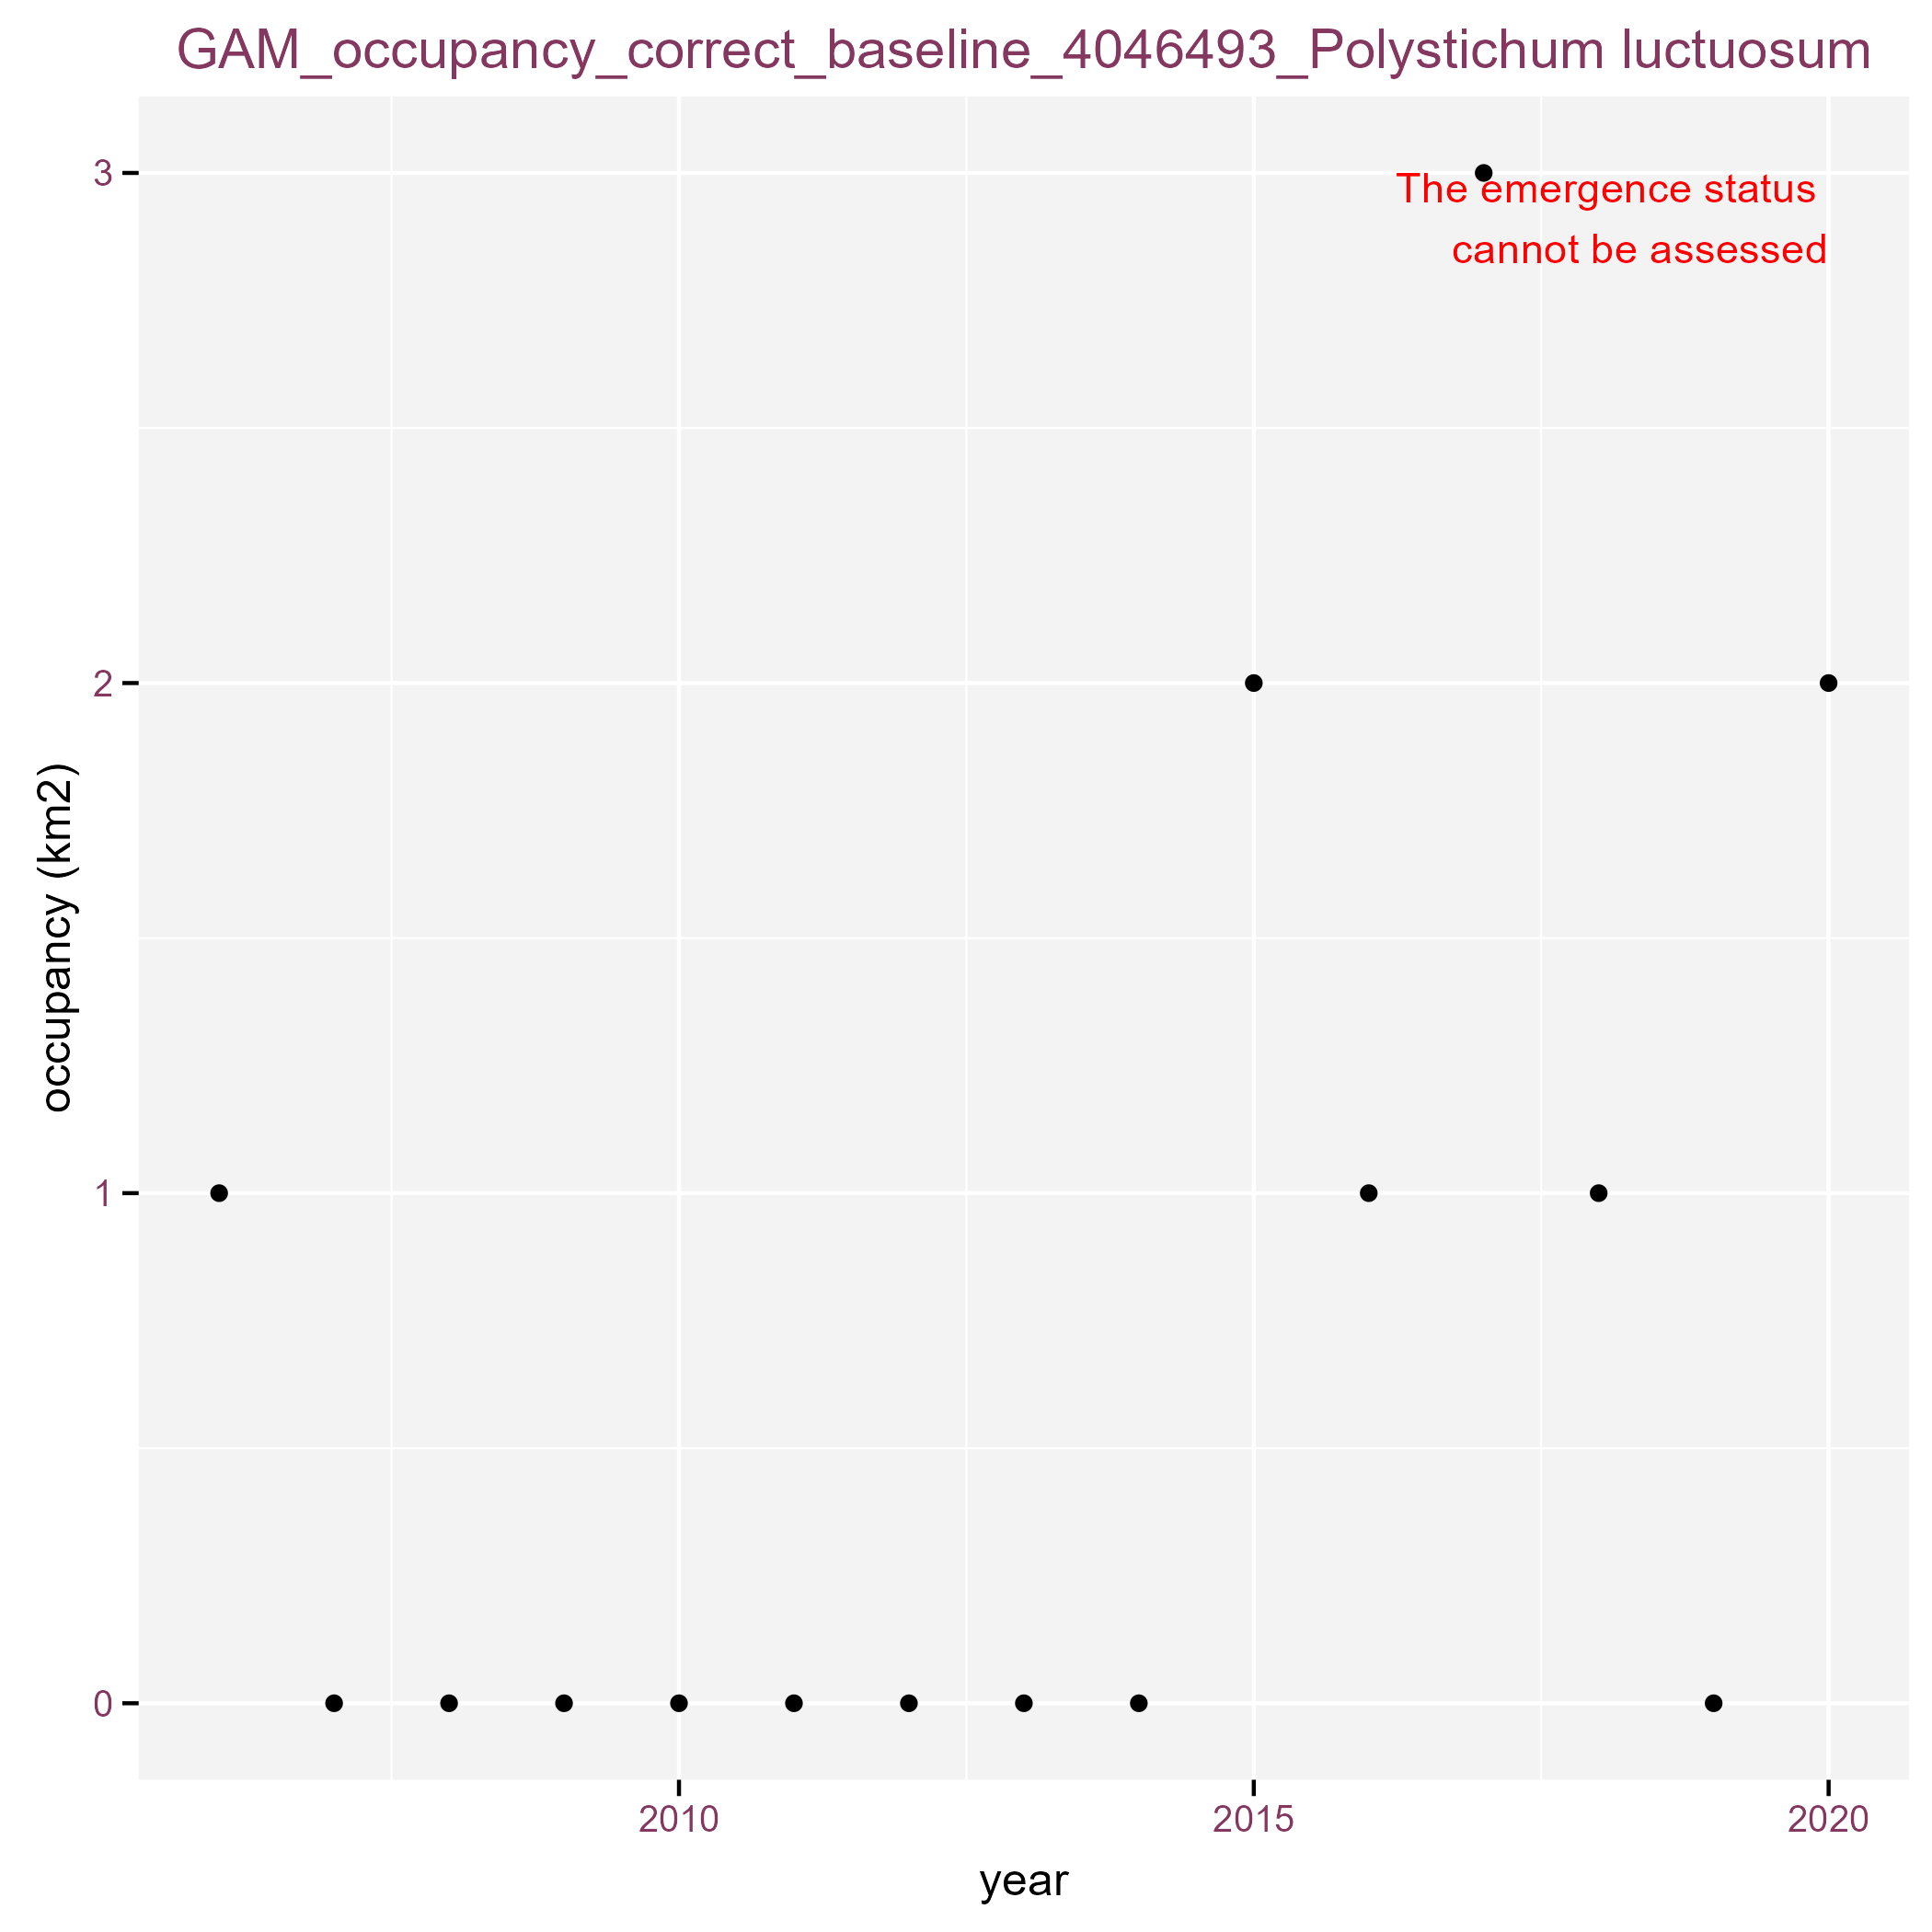 GAM_occupancy_correct_baseline_4046493_Polystichum luctuosum
3
The emergence status
cannot be assessed
2
occupancy (km2)
1
0
2010 2015 2020
year